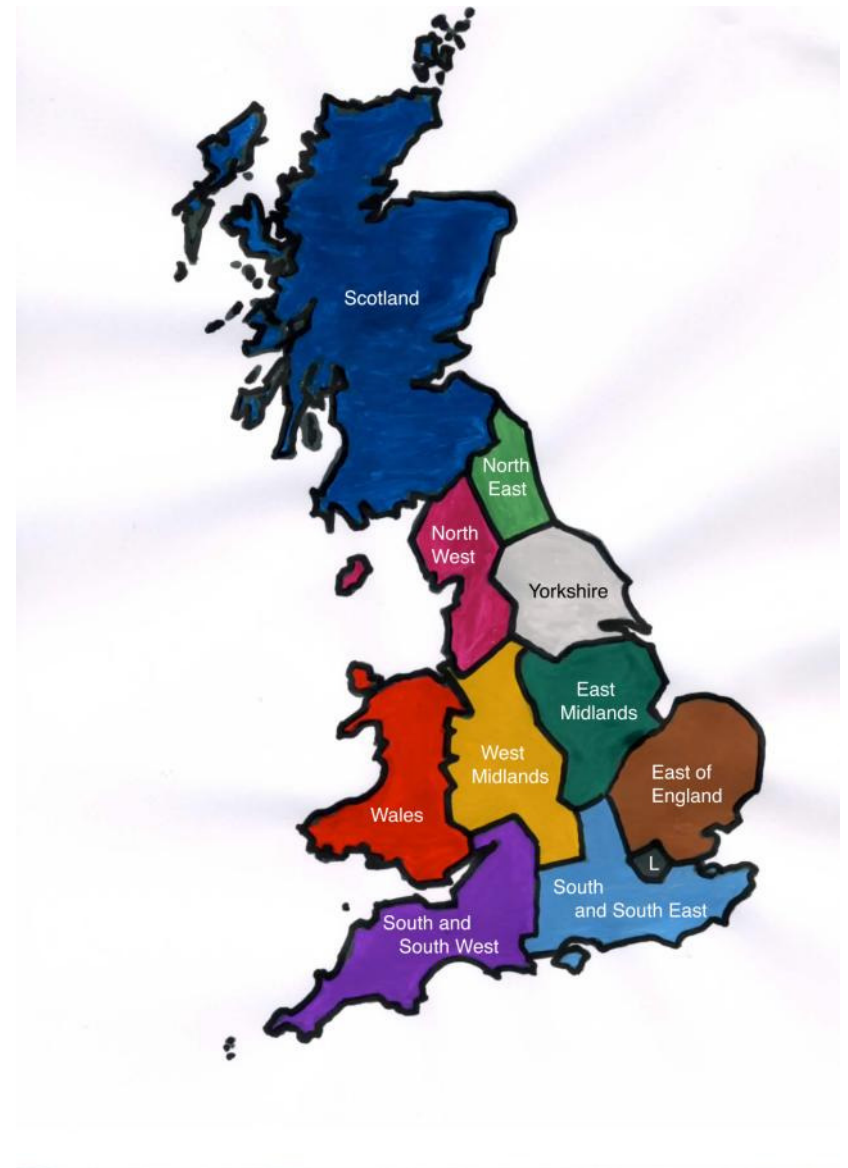 Scotland
North
East
North
West
Yorkshire
East
Midlands
West
Midlands
East of
England
Wales
L
South
and South East
South and
South West